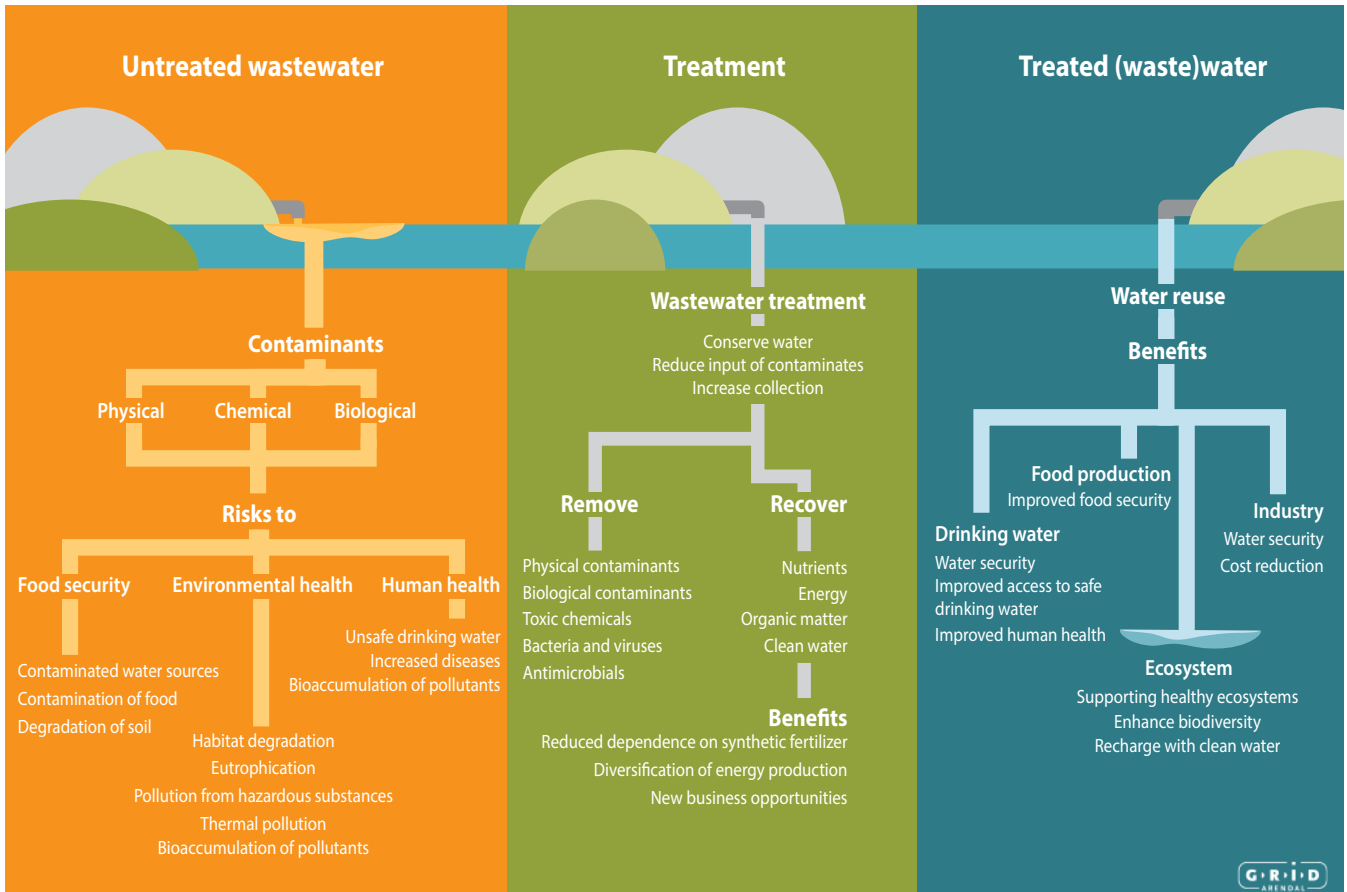 Untreated wastewater
Contaminants
Physical
Chemical
Biological
Risks to
Food security
Environmental health
Human health
Contaminated water sources
Contamination of food
Degradation of soil
Habitat degradation
Eutrophication
Pollution from hazardous substances
Thermal pollution
Bioaccumulation of pollutants
Unsafe drinking water
Increased diseases
Bioaccumulation of pollutants
Treatment
Wastewater treatment
Conserve water
Reduce input of contaminates
Increase collection
Remove
Physical contaminants
Biological contaminants
Toxic chemicals
Bacteria and viruses
Antimicrobials
Recover
Nutrients
Energy
Organic matter
Clean water
Benefits
Reduced dependence on synthetic fertilizer
Diversification of energy production
New business opportunities
Treated (waste)water
Water reuse
Benefits
Drinking water
Water security
Improved access to safe
drinking water
Improved human health
Food production
Improved food security
Ecosystem
Supporting healthy ecosystems
Enhance biodiversity
Recharge with clean water
Industry
Water security
Cost reduction
G·R·i·D
ARENDAL